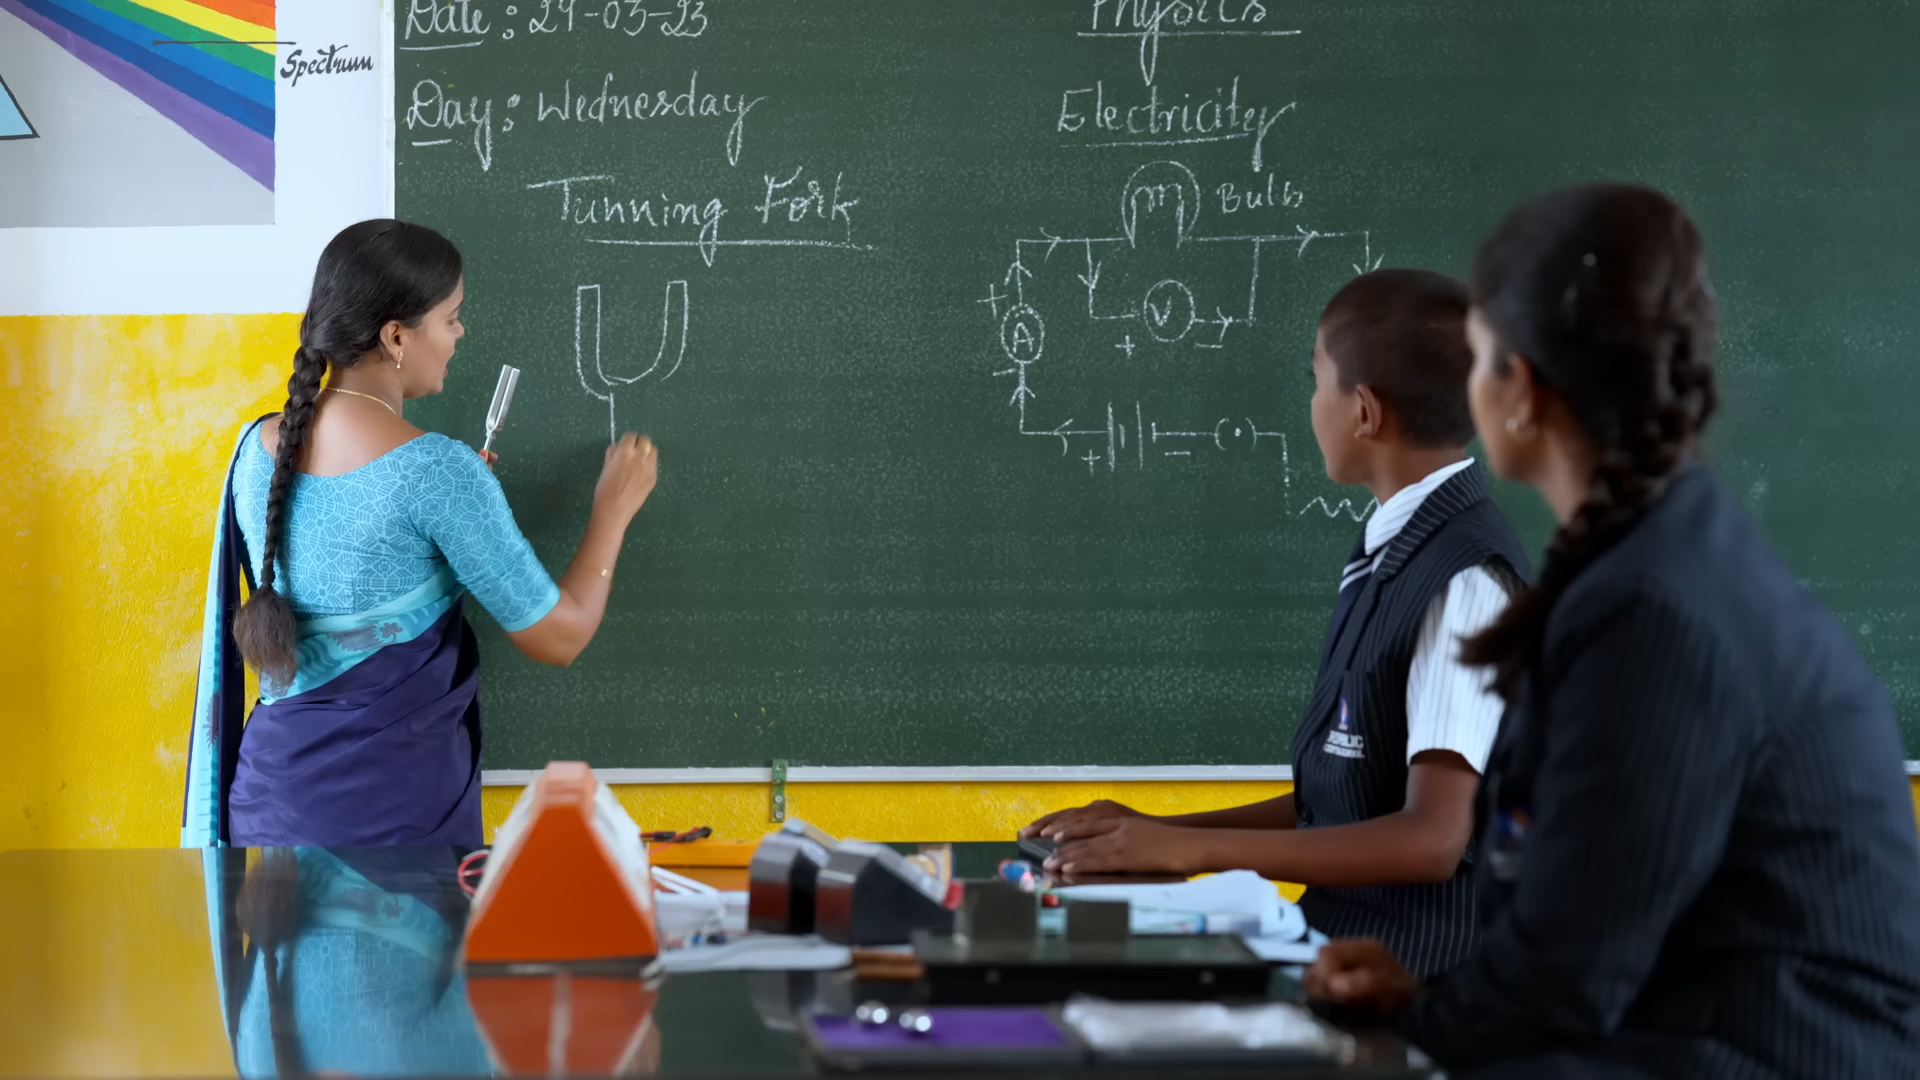 Spectrum
Date: 29-03-23
Day: Wednesday
Tunning Fork
Physics
Electricity
Bulb
+
V
+ -
A
-
+ -